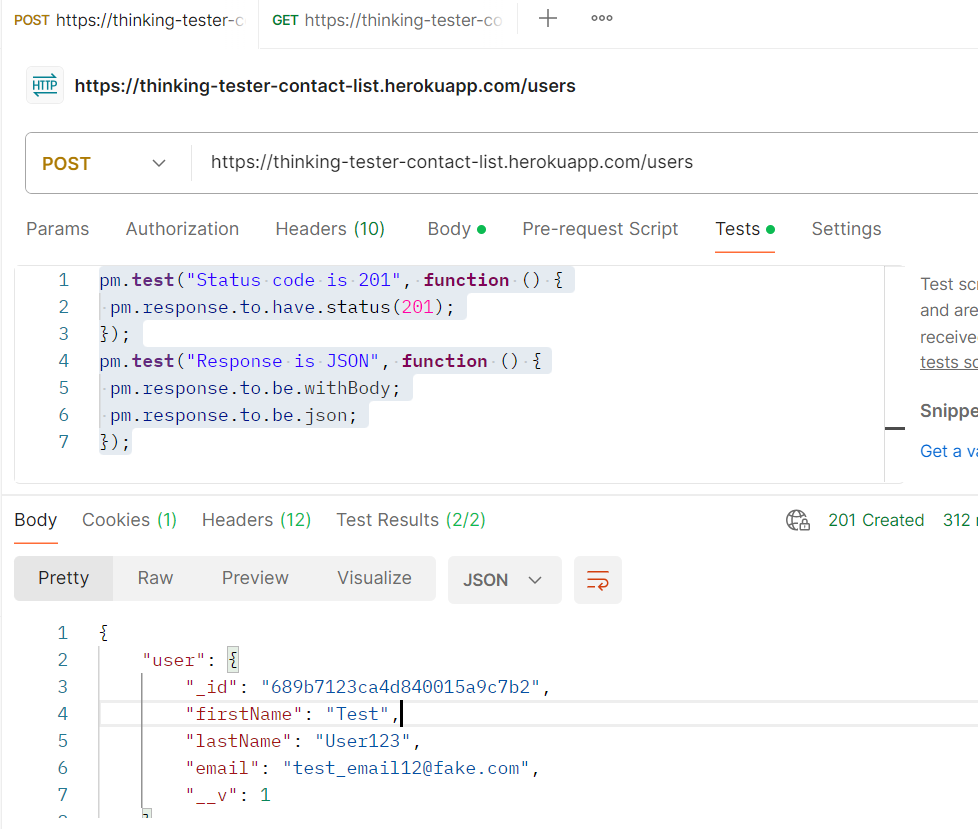 POST https://thinking-tester-c GET https://thinking-tester-co
HTTP https://thinking-tester-contact-list.herokuapp.com/users
POST https://thinking-tester-contact-list.herokuapp.com/users
Params Authorization Headers (10) Body Pre-request Script Tests Settings
1 pm.test("Status code is 201", function () {
2 pm.response.to.have.status(201);
3 });
4 pm.test("Response is JSON", function () {
5 pm.response.to.be.withBody;
6 pm.response.to.be.json;
7 });
Test sc
and are
receive
tests sc
Snippe
Get a va
Body Cookies (1) Headers (12) Test Results (2/2) 201 Created 312
Pretty Raw Preview Visualize JSON
1 {
2 "user": {
3 "_id": "689b7123ca4d840015a9c7b2",
4 "firstName": "Test",
5 "lastName": "User123",
6 "email": "test_email12@fake.com",
7 "__v": 1